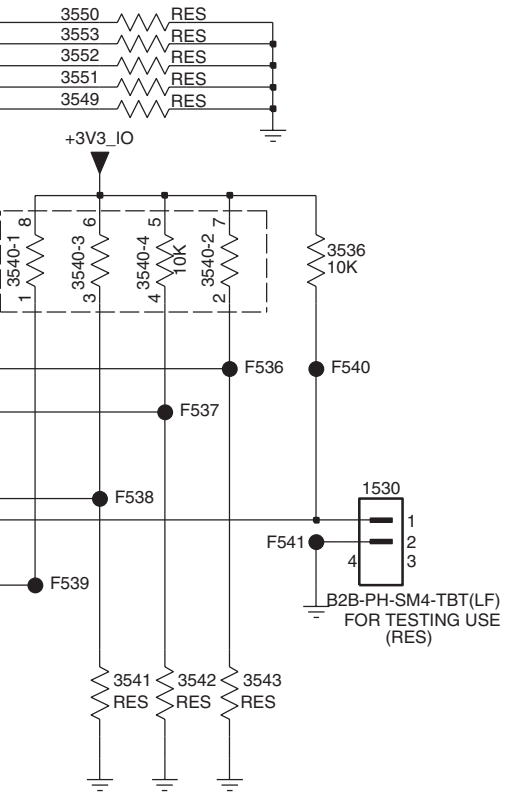 3550 RES
3553 RES
3552 RES
3551 RES
3549 RES
+3V3_IO
8 6 5 7
3540-1 3540-3 3540-4 10K 3540-2
3536
10K
1 3 4 2
F536 F540
F537
F538
1530
1
F541 2
4 3
F539
B2B-PH-SM4-TBT(LF)
FOR TESTING USE
(RES)
3541 3542 3543
RES RES RES